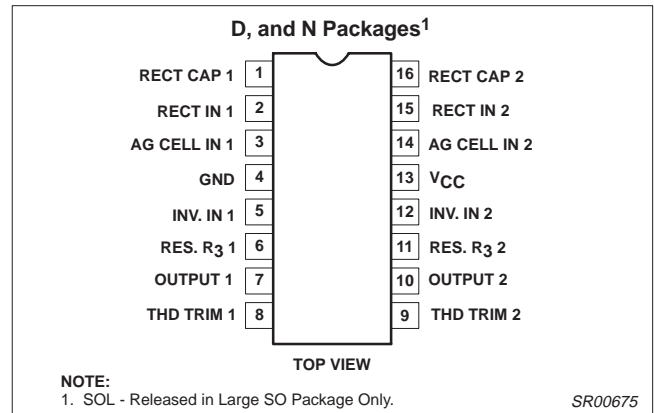 D, and N Packages1
RECT CAP 1 1 16 RECT CAP 2
RECT IN 1 2 15 RECT IN 2
AG CELL IN 1 3 14 AG CELL IN 2
GND 4 13 VCC
INV. IN 1 5 12 INV. IN 2
RES. R3 1 6 11 RES. R3 2
OUTPUT 1 7 10 OUTPUT 2
THD TRIM 1 8 9 THD TRIM 2
TOP VIEW
NOTE:
1. SOL - Released in Large SO Package Only.
SR00675